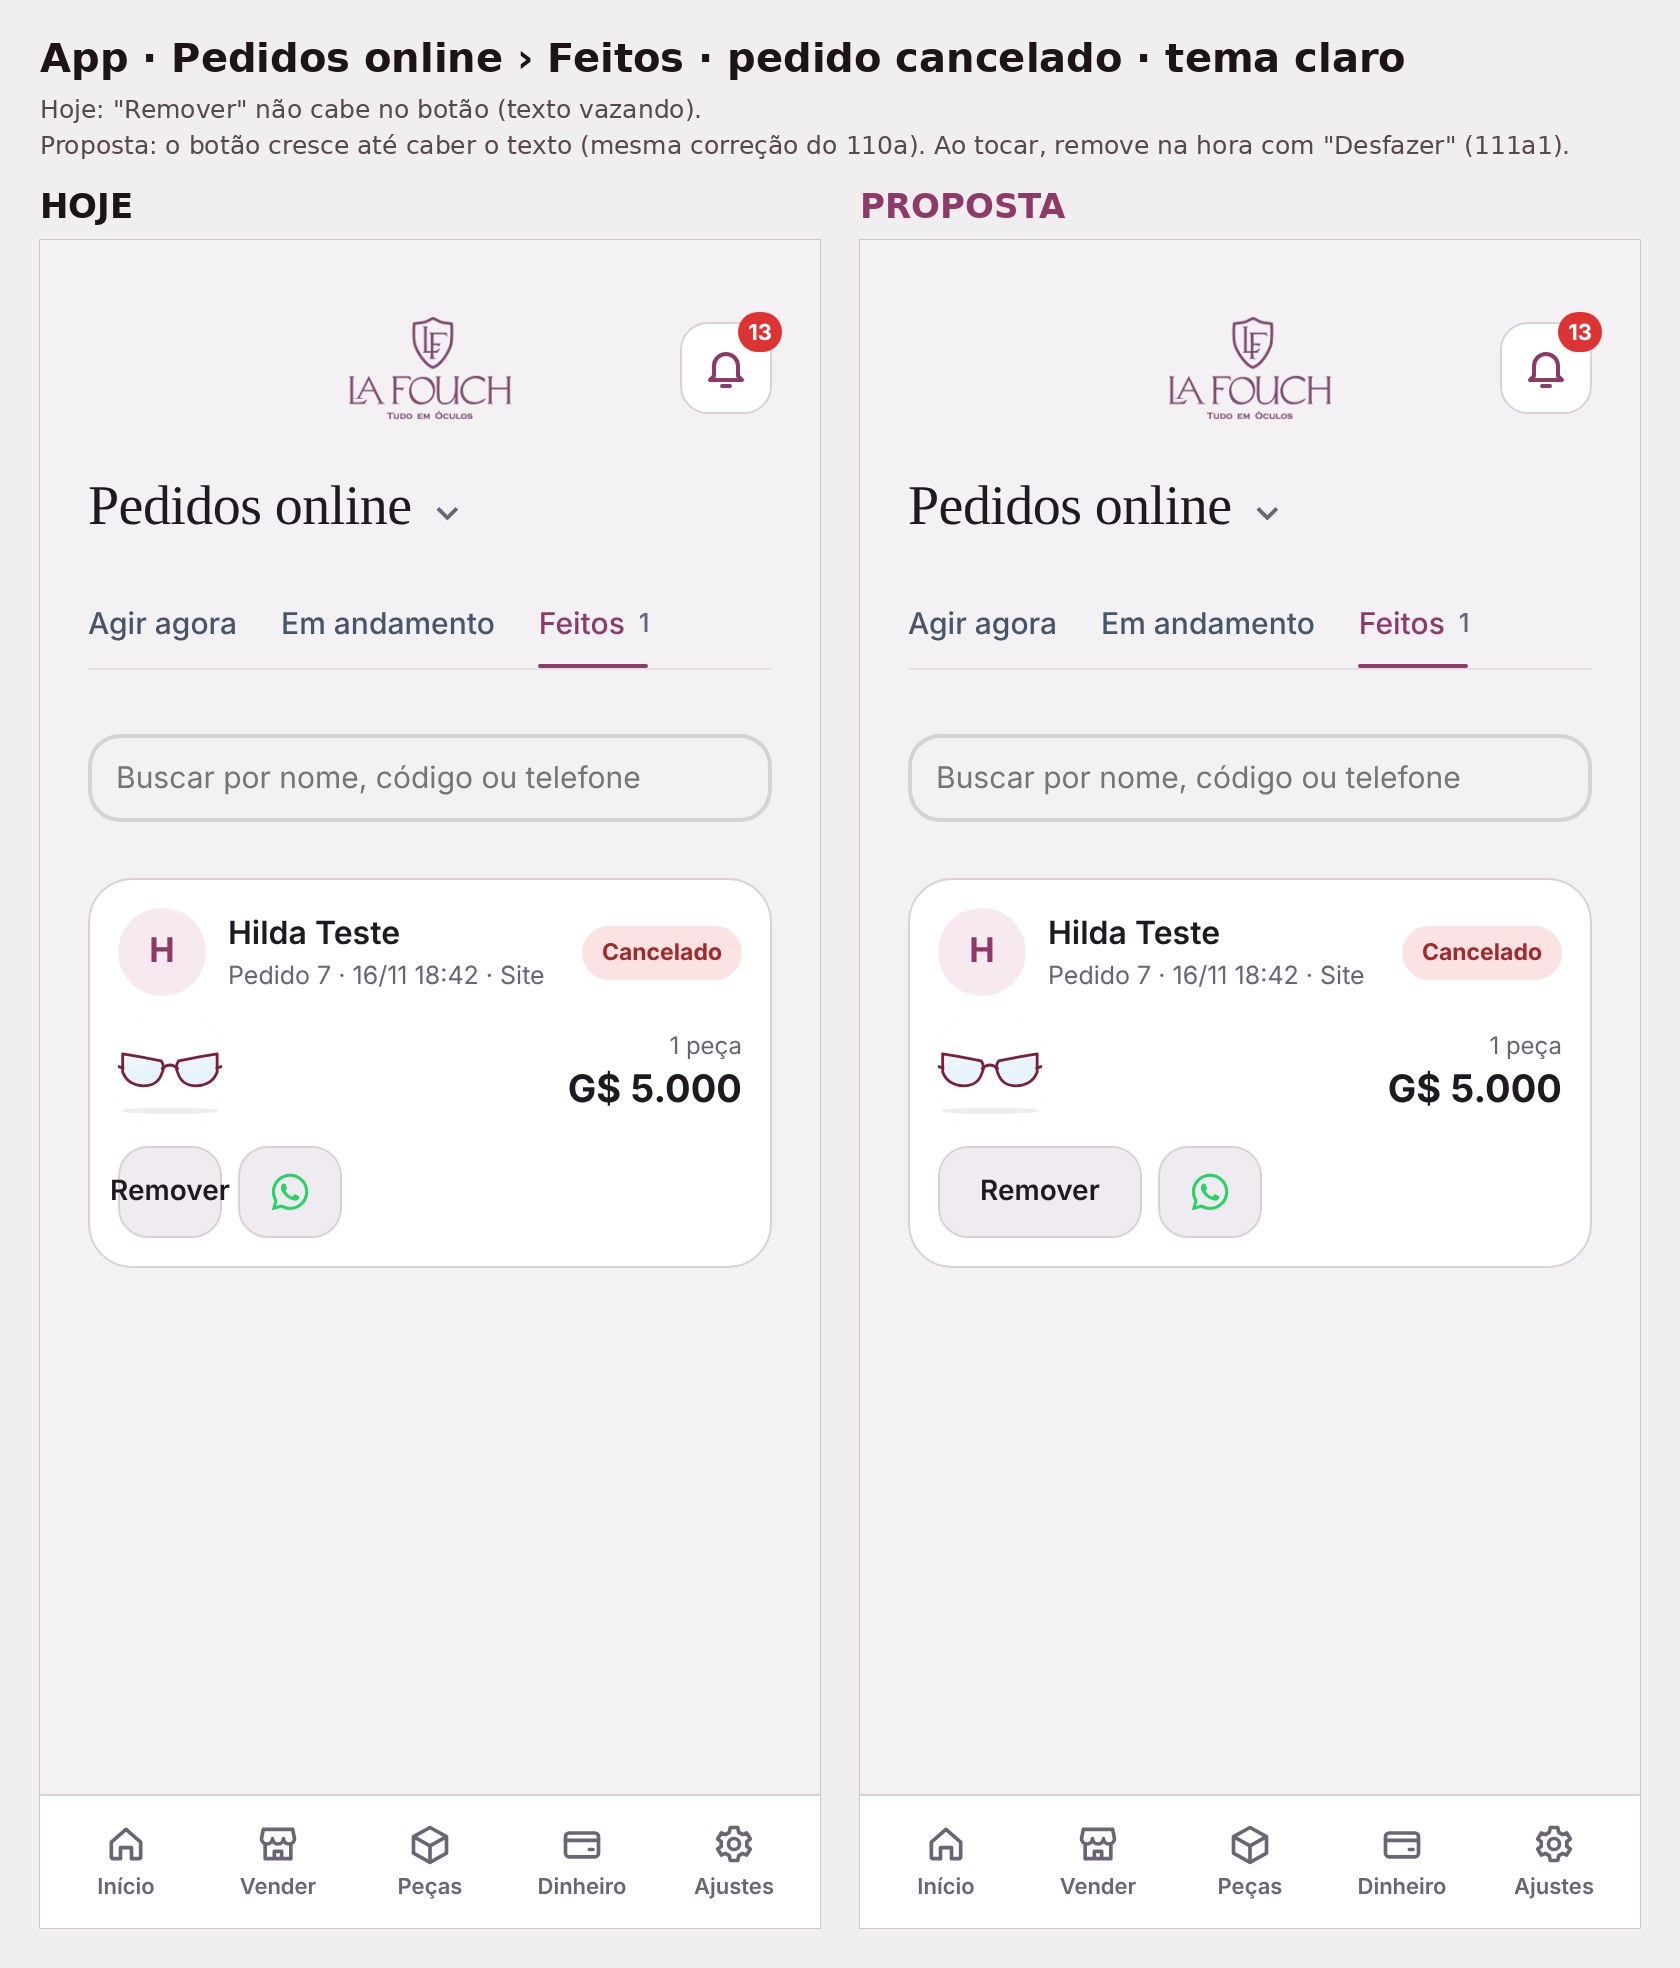 App · Pedidos online › Feitos · pedido cancelado · tema claro
Hoje: "Remover" não cabe no botão (texto vazando).
Proposta: o botão cresce até caber o texto (mesma correção do 110a). Ao tocar, remove na hora com "Desfazer" (111a1).
HOJE
LF
LA FOUCH
TUDO EM ÓCULOS
13
Pedidos online
Agir agora Em andamento Feitos 1
Buscar por nome, código ou telefone
H
Hilda Teste
Pedido 7 · 16/11 18:42 · Site
Cancelado
1 peça
G$ 5.000
Remover
Início Vender Peças Dinheiro Ajustes
PROPOSTA
LF
LA FOUCH
TUDO EM ÓCULOS
13
Pedidos online
Agir agora Em andamento Feitos 1
Buscar por nome, código ou telefone
H
Hilda Teste
Pedido 7 · 16/11 18:42 · Site
Cancelado
1 peça
G$ 5.000
Remover
Início Vender Peças Dinheiro Ajustes